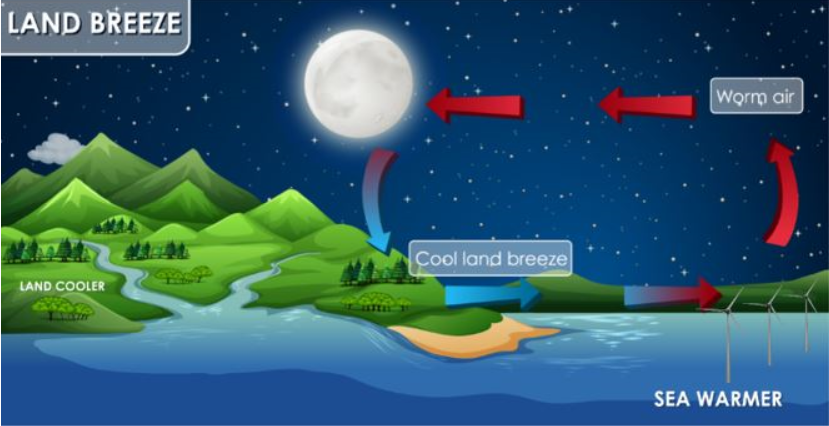 LAND BREEZE
Worm air
Cool land breeze
LAND COOLER
SEA WARMER